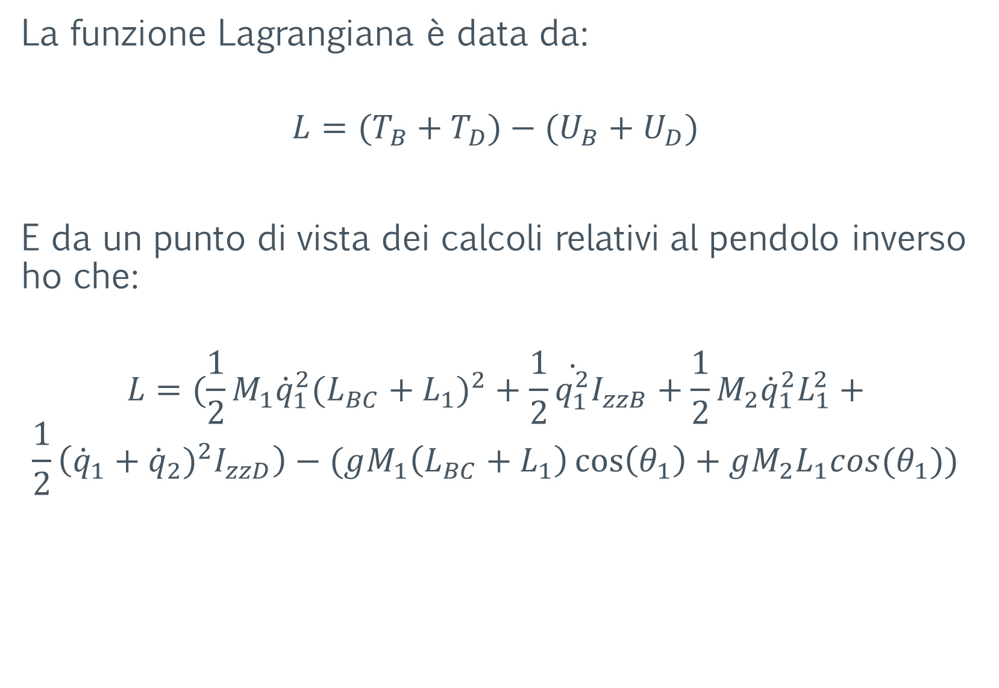 La funzione Lagrangiana è data da:
$L = (T_B + T_D) - (U_B + U_D)$
E da un punto di vista dei calcoli relativi al pendolo inverso
ho che:
$L = (\frac{1}{2} M_1 \dot{q}_1^2 (L_{BC} + L_1)^2 + \frac{1}{2} \dot{q_1^2} I_{zzB} + \frac{1}{2} M_2 \dot{q}_1^2 L_1^2 +$
$\frac{1}{2} (\dot{q}_1 + \dot{q}_2)^2 I_{zzD}) - (g M_1 (L_{BC} + L_1) \cos(\theta_1) + g M_2 L_1 cos(\theta_1))$